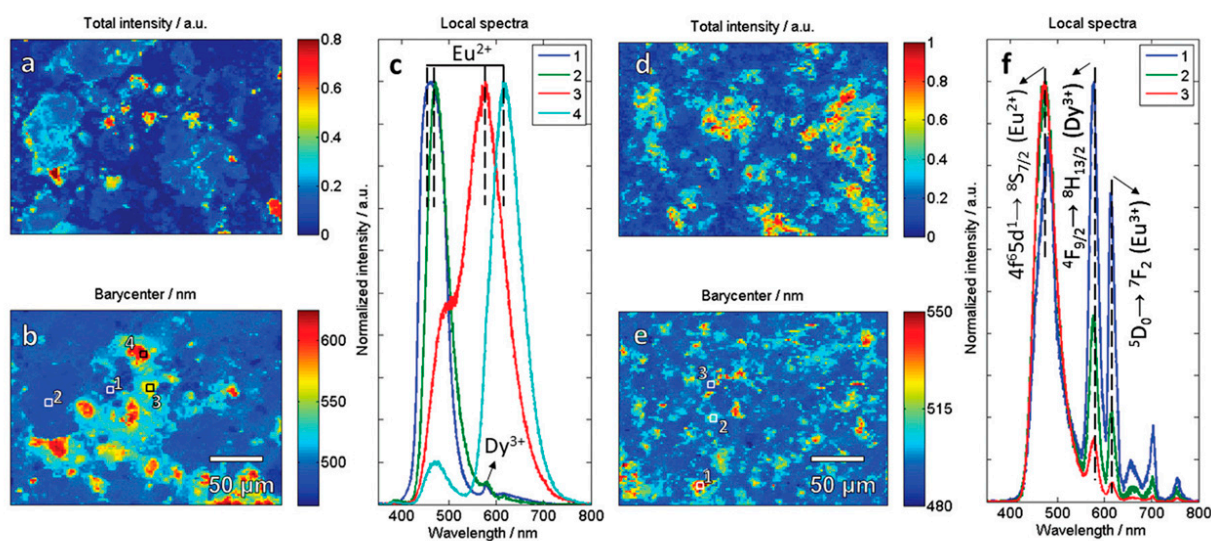 Total intensity / a.u.
a
0.8
0.6
0.4
0.2
0
Barycenter / nm
b
1
2
3
4
50 µm
600
550
500
Local spectra
c
Eu²⁺
1
2
3
4
Dy³⁺
Normalized intensity / a.u.
400 500 600 700 800
Wavelength / nm
Total intensity / a.u.
d
1
0.8
0.6
0.4
0.2
0
Barycenter / nm
e
3
2
1
50 µm
550
515
480
Local spectra
f
1
2
3
4f⁶5d¹⟶ ⁸S₇/₂ (Eu²⁺)
⁴F₉/₂⟶ ⁸H₁₃/₂ (Dy³⁺)
⁵D₀⟶ 7F₂ (Eu³⁺)
Normalized intensity / a.u.
400 500 600 700 800
Wavelength / nm